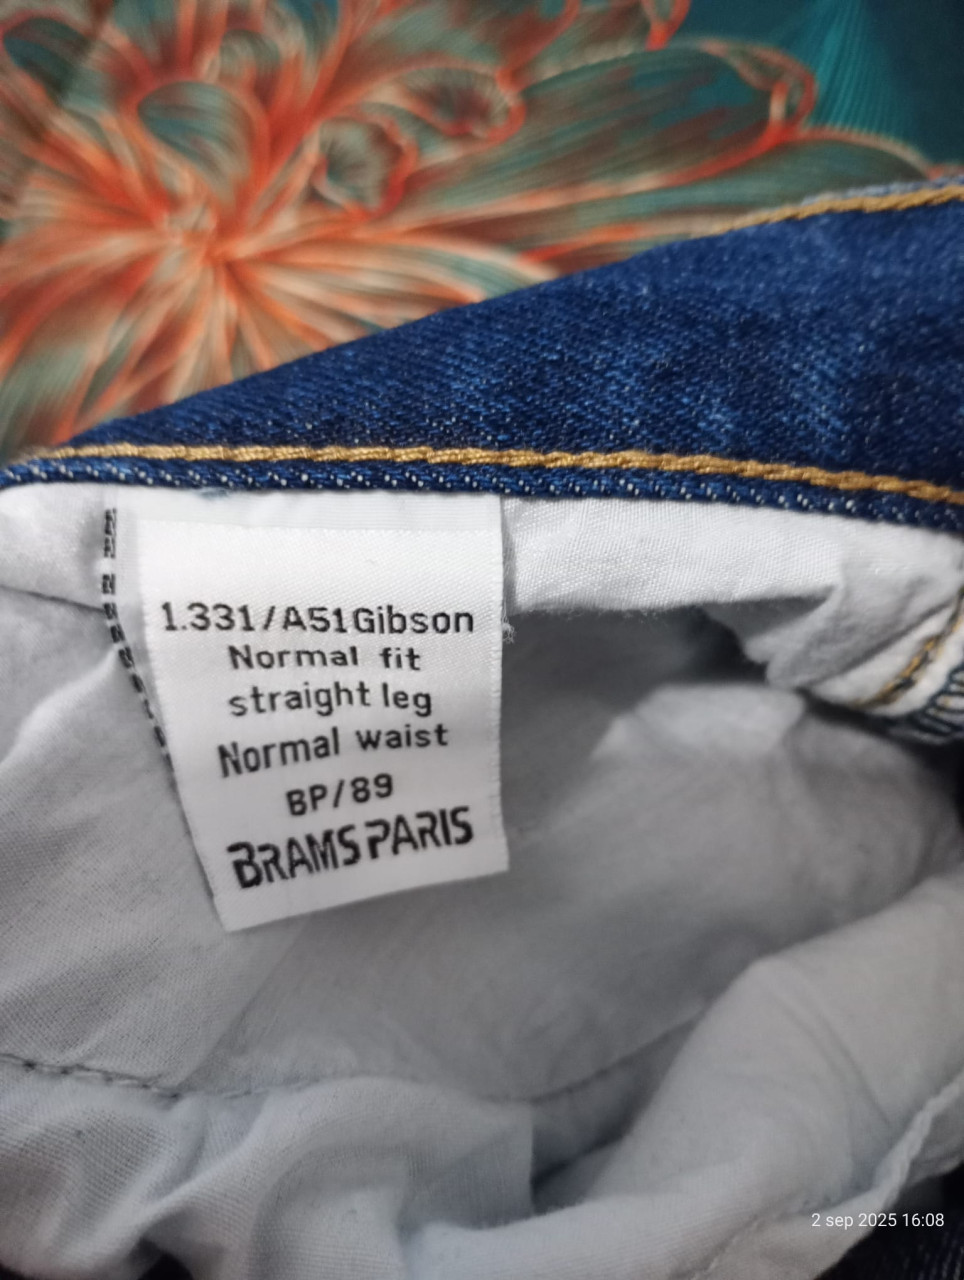 1.331/A51Gibson
Normal fit
straight leg
Normal waist
BP/89
BRAMS PARIS
2 sep 2025 16:08